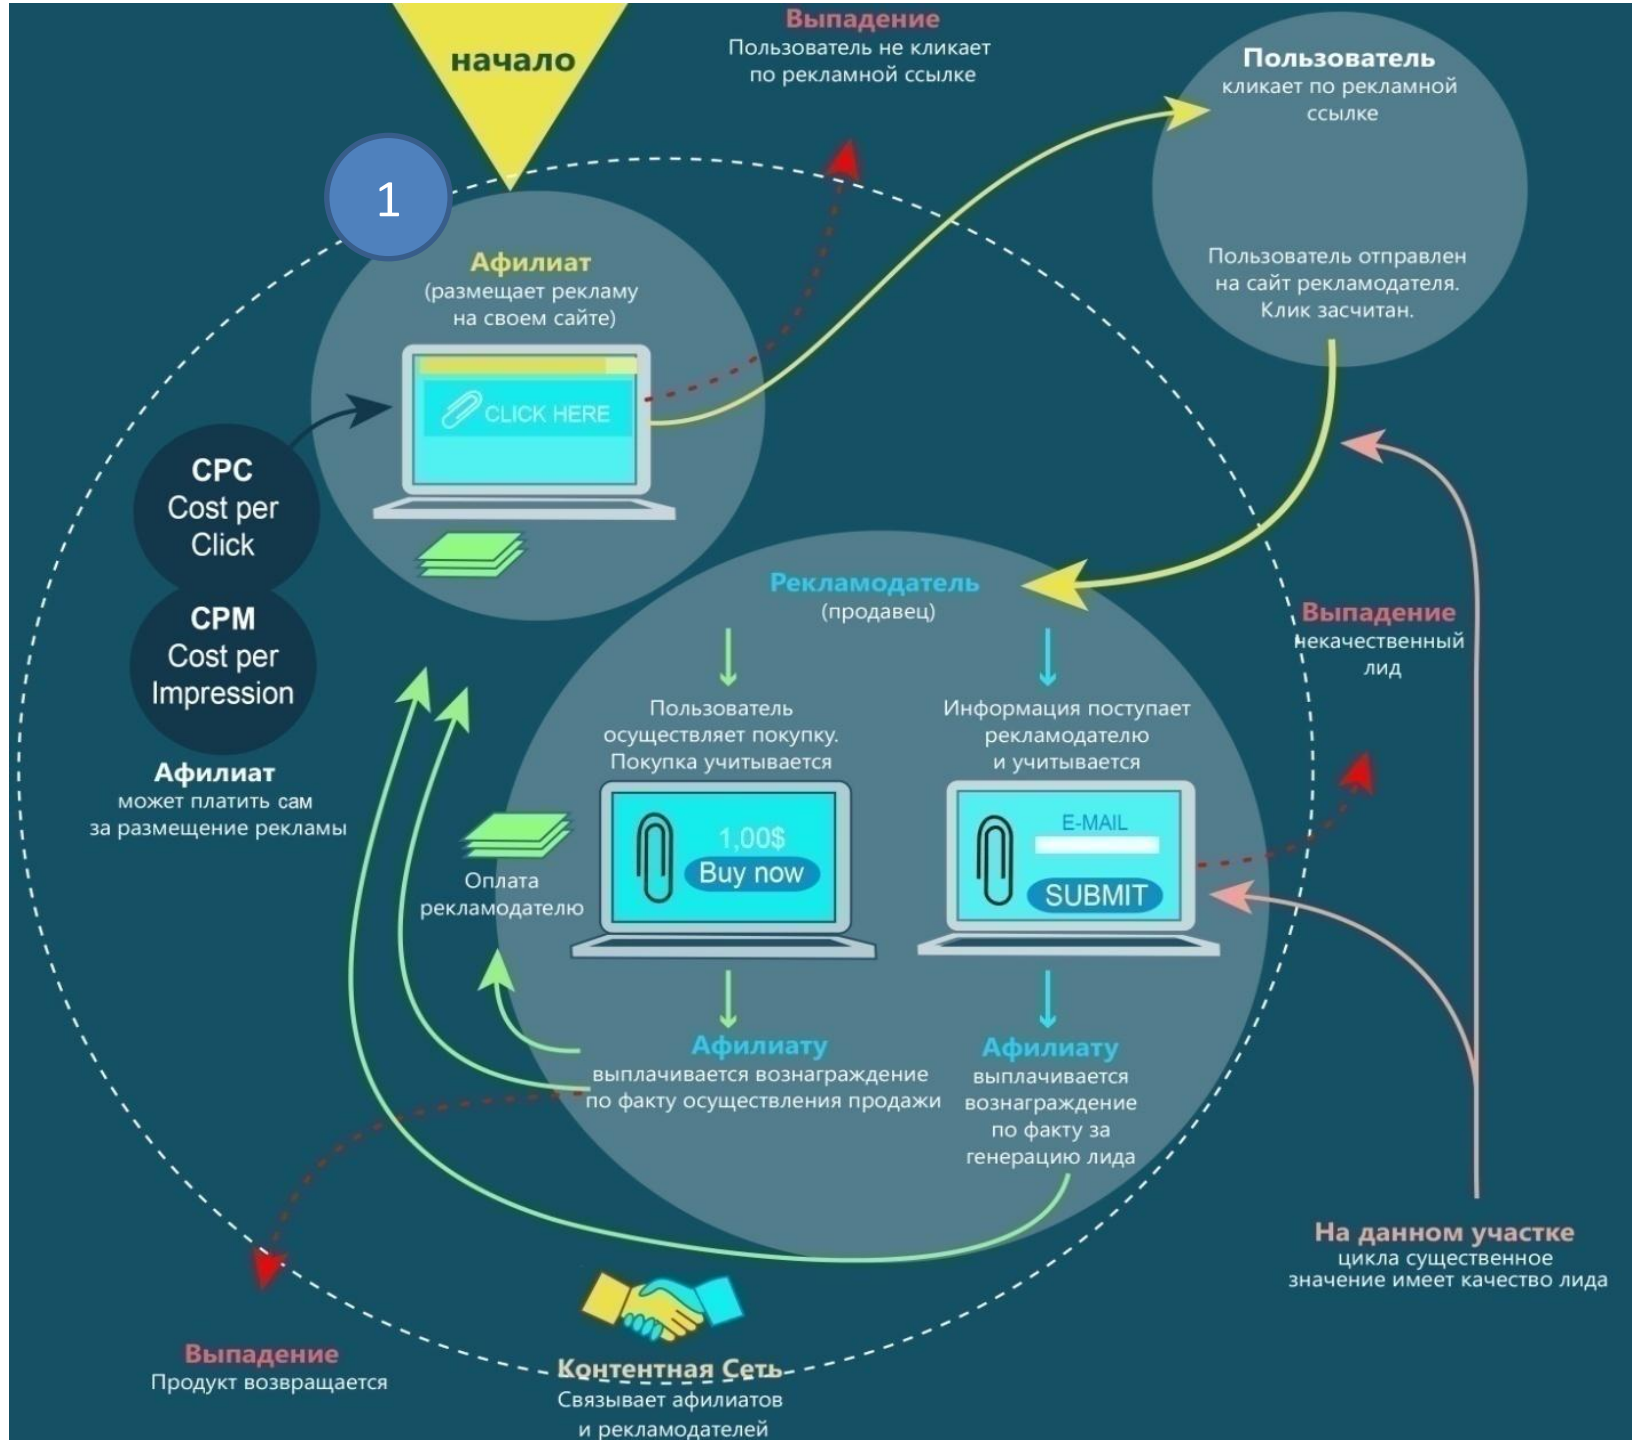 начало
Выпадение
Пользователь не кликает
по рекламной ссылке
Пользователь
кликает по рекламной
ссылке
1
Афилиат
(размещает рекламу
на своем сайте)
CLICK HERE
Пользователь отправлен
на сайт рекламодателя.
Клик засчитан.
CPC
Cost per
Click
CPM
Cost per
Impression
Афилиат
может платить сам
за размещение рекламы
Рекламодатель
(продавец)
Пользователь
осуществляет покупку.
Покупка учитывается
Информация поступает
рекламодателю
и учитывается
Выпадение
некачественный
лид
1,00$
Buy now
E-MAIL
SUBMIT
Оплата
рекламодателю
Афилиату
выплачивается вознаграждение
по факту осуществления продажи
Афилиату
выплачивается
вознаграждение
по факту за
генерацию лида
На данном участке
цикла существенное
значение имеет качество лида
Выпадение
Продукт возвращается
Контентная Сеть
Связывает афилиатов
и рекламодателей